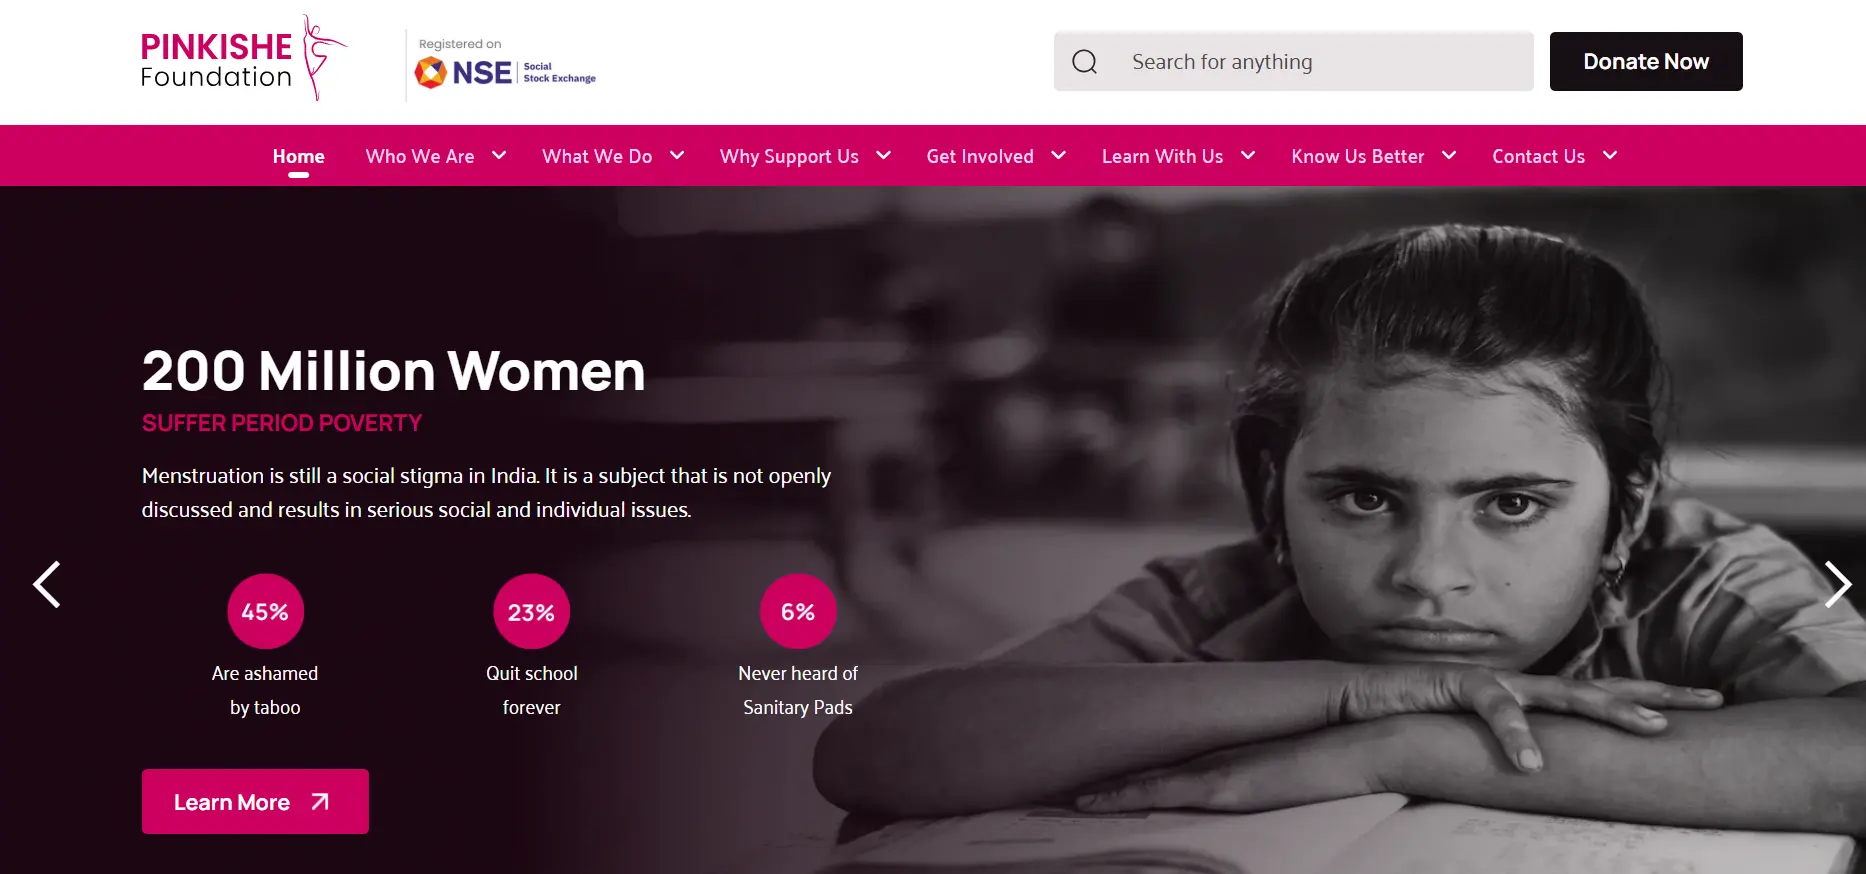 PINKISHE
Foundation
Registered on
NSE
Social
Stock Exchange
Search for anything
Donate Now
Home
Who We Are
What We Do
Why Support Us
Get Involved
Learn With Us
Know Us Better
Contact Us
200 Million Women
SUFFER PERIOD POVERTY
Menstruation is still a social stigma in India. It is a subject that is not openly
discussed and results in serious social and individual issues.
45%
Are ashamed
by taboo
23%
Quit school
forever
6%
Never heard of
Sanitary Pads
Learn More